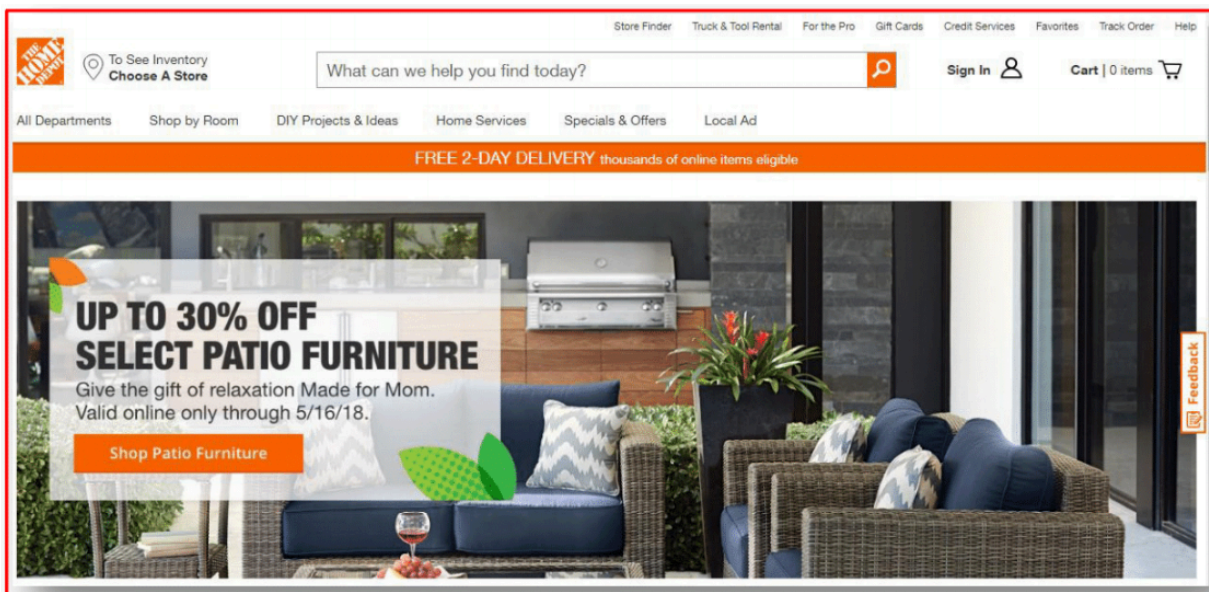 Store Finder Truck & Tool Rental For the Pro Gift Cards Credit Services Favorites Track Order Help
THE
HOME
DEPOT
To See Inventory
Choose A Store
What can we help you find today?
Sign In
Cart | 0 items
All Departments Shop by Room DIY Projects & Ideas Home Services Specials & Offers Local Ad
FREE 2-DAY DELIVERY thousands of online items eligible
UP TO 30% OFF
SELECT PATIO FURNITURE
Give the gift of relaxation Made for Mom.
Valid online only through 5/16/18.
Shop Patio Furniture
Feedback